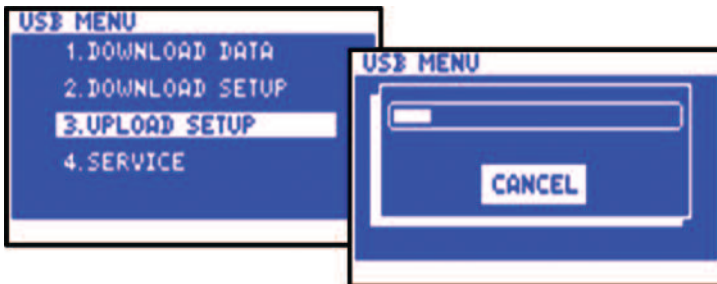 USB MENU
1.DOWNLOAD DATA
2.DOWNLOAD SETUP
3.UPLOAD SETUP
4.SERVICE
USB MENU
CANCEL